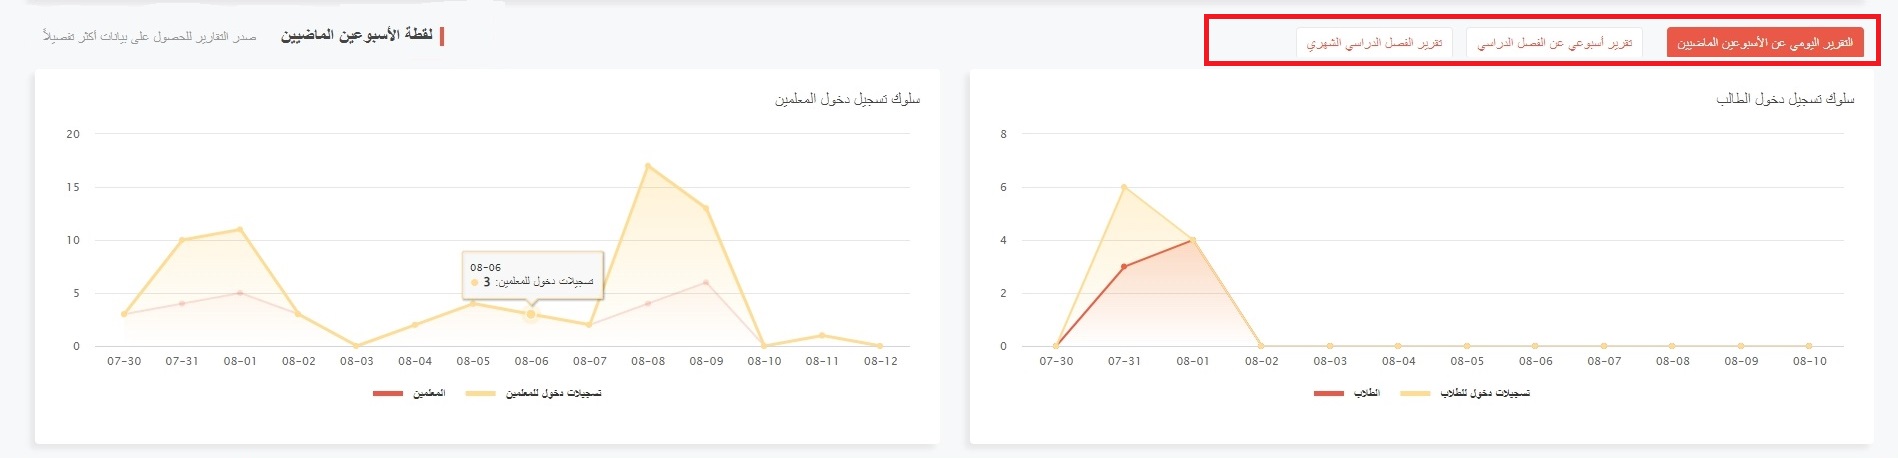 التقرير اليومي عن الأسبوعين الماضيين
تقرير أسبوعي عن الفصل الدراسي
تقرير الفصل الدراسي الشهري
لقطة الأسبوعين الماضيين
صدر التقارير للحصول على بيانات أكثر تفصيلاً
سلوك تسجيل دخول الطالب
8
6
4
2
0
07-30 07-31 08-01 08-02 08-03 08-04 08-05 08-06 08-07 08-08 08-09 08-10
الطلاب
تسجيلات دخول للطلاب
سلوك تسجيل دخول المعلمين
20
15
10
5
0
08-06
تسجيلات دخول للمعلمين: 3
07-30 07-31 08-01 08-02 08-03 08-04 08-05 08-06 08-07 08-08 08-09 08-10 08-11 08-12
المعلمين
تسجيلات دخول للمعلمين